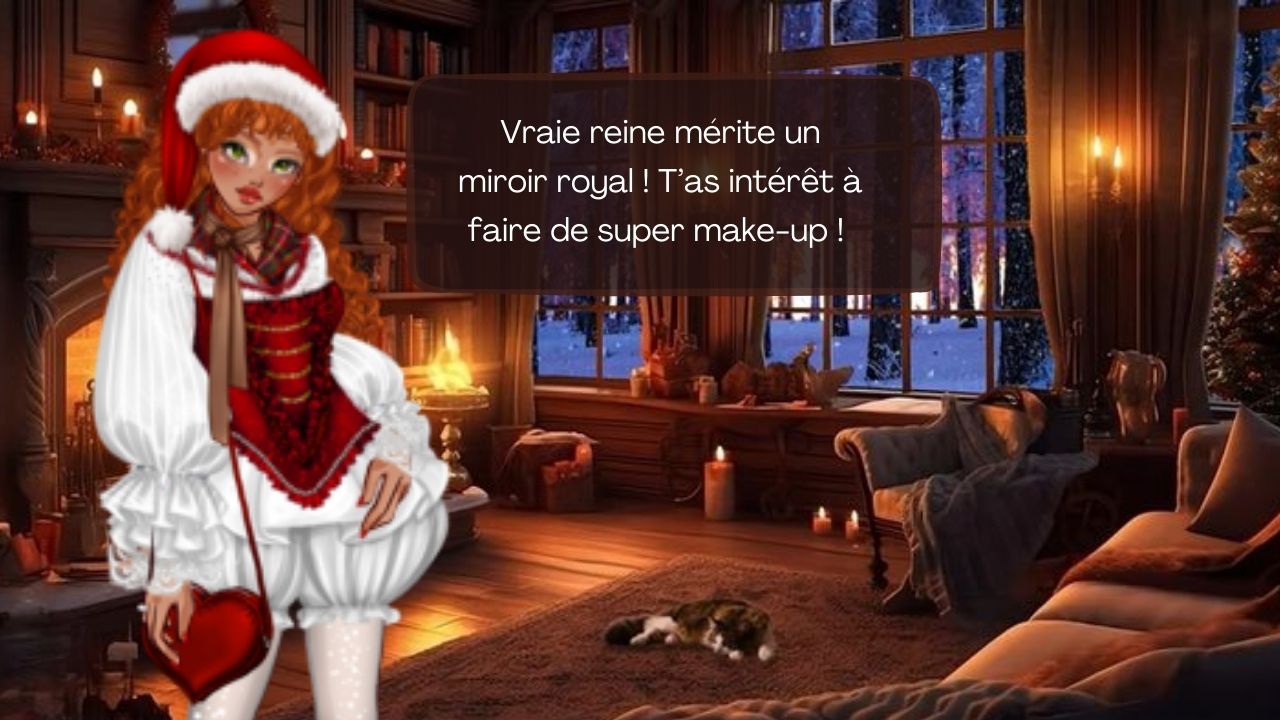 Vraie reine mérite un
miroir royal ! T’as intérêt à
faire de super make-up !